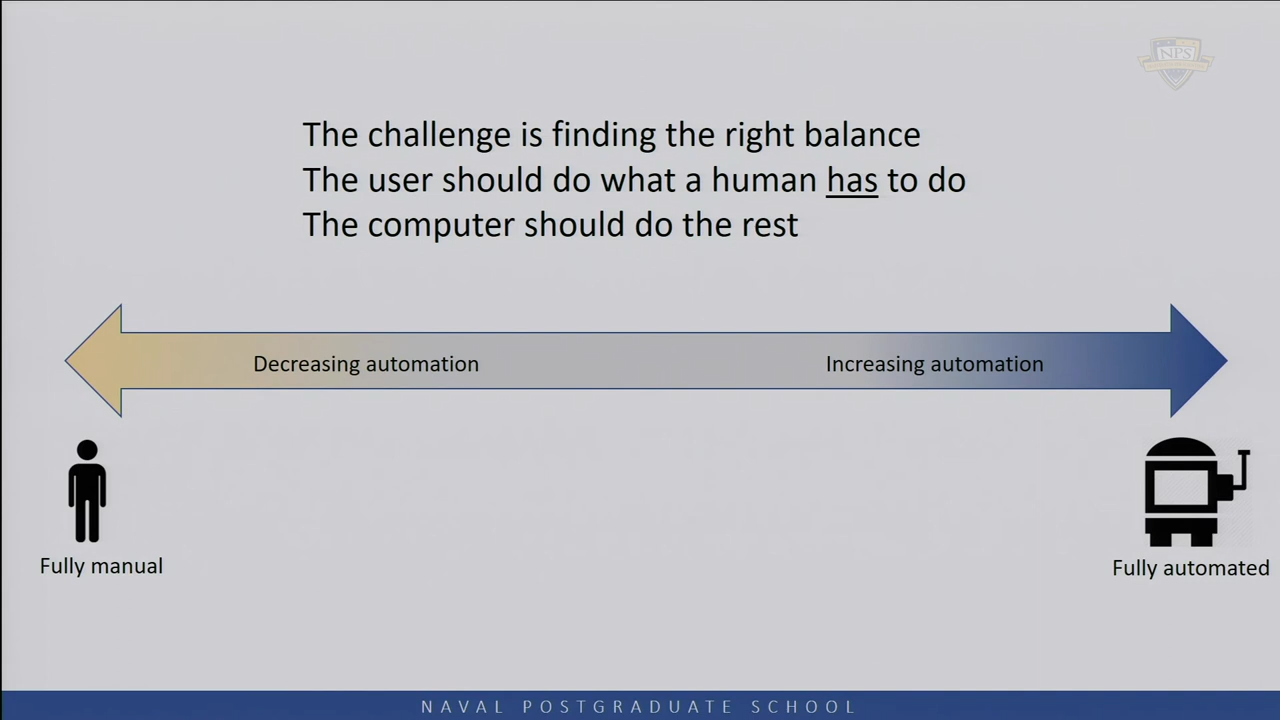 NPS
The challenge is finding the right balance
The user should do what a human has to do
The computer should do the rest
Decreasing automation
Increasing automation
Fully manual
Fully automated
NAVAL POSTGRADUATE SCHOOL